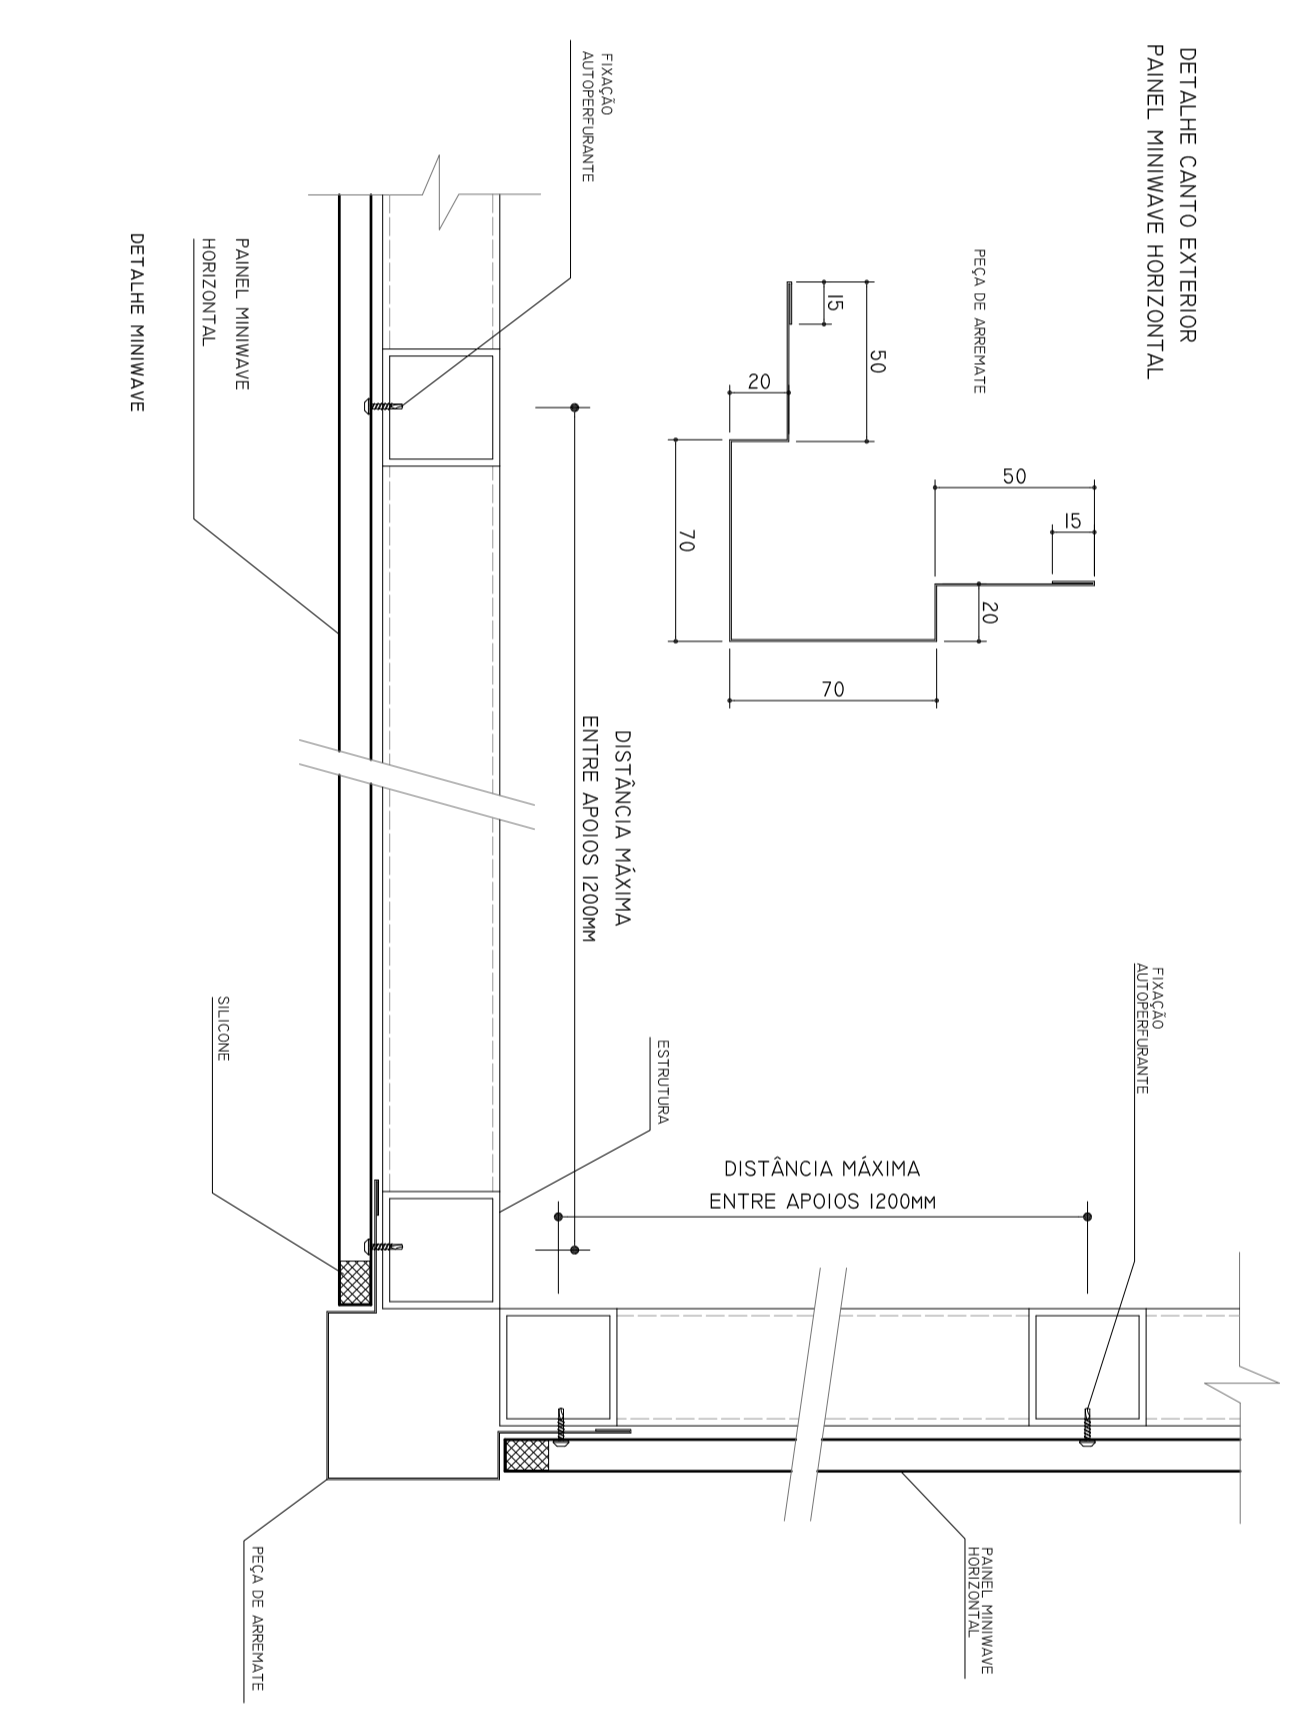 DETALHE CANTO EXTERIOR
PAINEL MINIWAVE HORIZONTAL
PEÇA DE ARREMATE
15
50
20
70
50
15
20
70
FIXAÇÃO
AUTOPERFURANTE
DISTÂNCIA MÁXIMA
ENTRE APOIOS 1200MM
FIXAÇÃO
AUTOPERFURANTE
ESTRUTURA
DISTÂNCIA MÁXIMA
ENTRE APOIOS 1200MM
PAINEL MINIWAVE
HORIZONTAL
DETALHE MINIWAVE
SILICONE
PEÇA DE ARREMATE
PAINEL MINIWAVE
HORIZONTAL